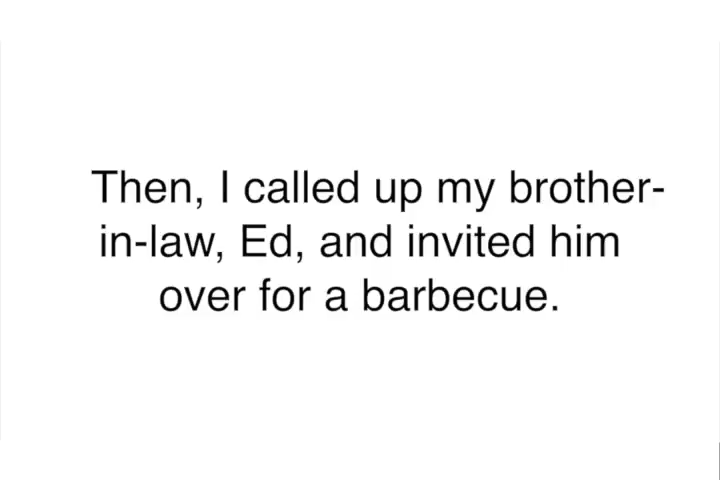 Then, I called up my brother-
in-law, Ed, and invited him
over for a barbecue.